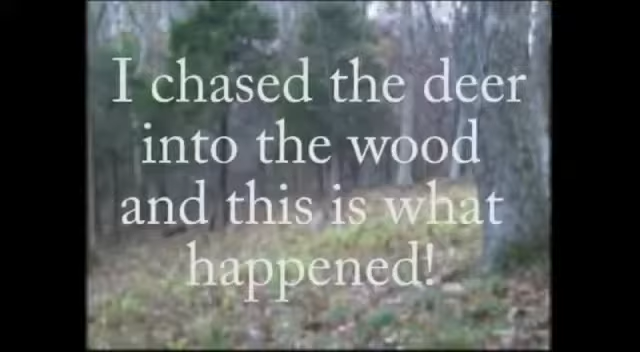 I chased the deer
into the wood
and this is what
happened!